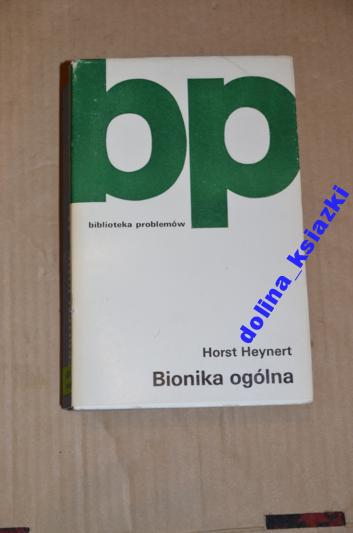 bp
biblioteka problemów
dolina_ksiazki
Horst Heynert
Bionika ogólna